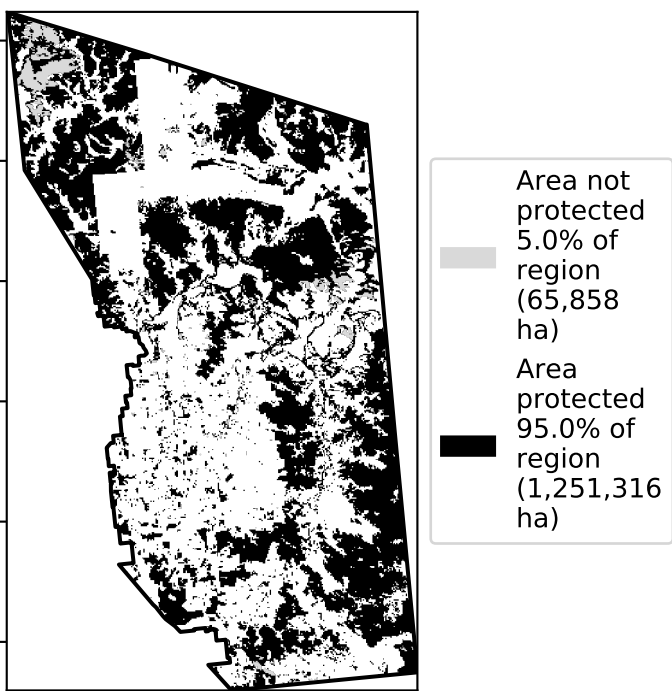 Area not
protected
5.0% of
region
(65,858
ha)
Area
protected
95.0% of
region
(1,251,316
ha)